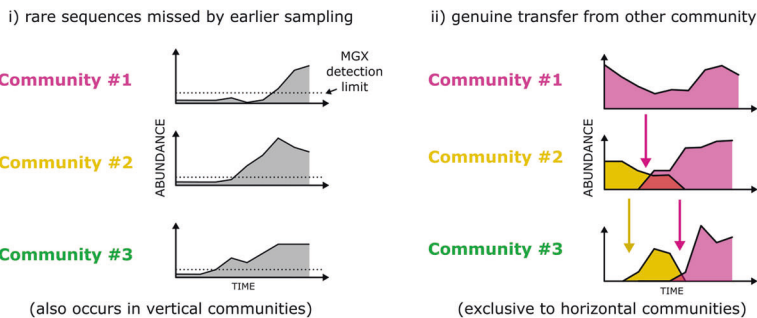 i) rare sequences missed by earlier sampling
Community #1
MGX
detection
limit
Community #2
Community #3
ABUNDANCE
TIME
(also occurs in vertical communities)
ii) genuine transfer from other community
Community #1
Community #2
Community #3
ABUNDANCE
TIME
(exclusive to horizontal communities)